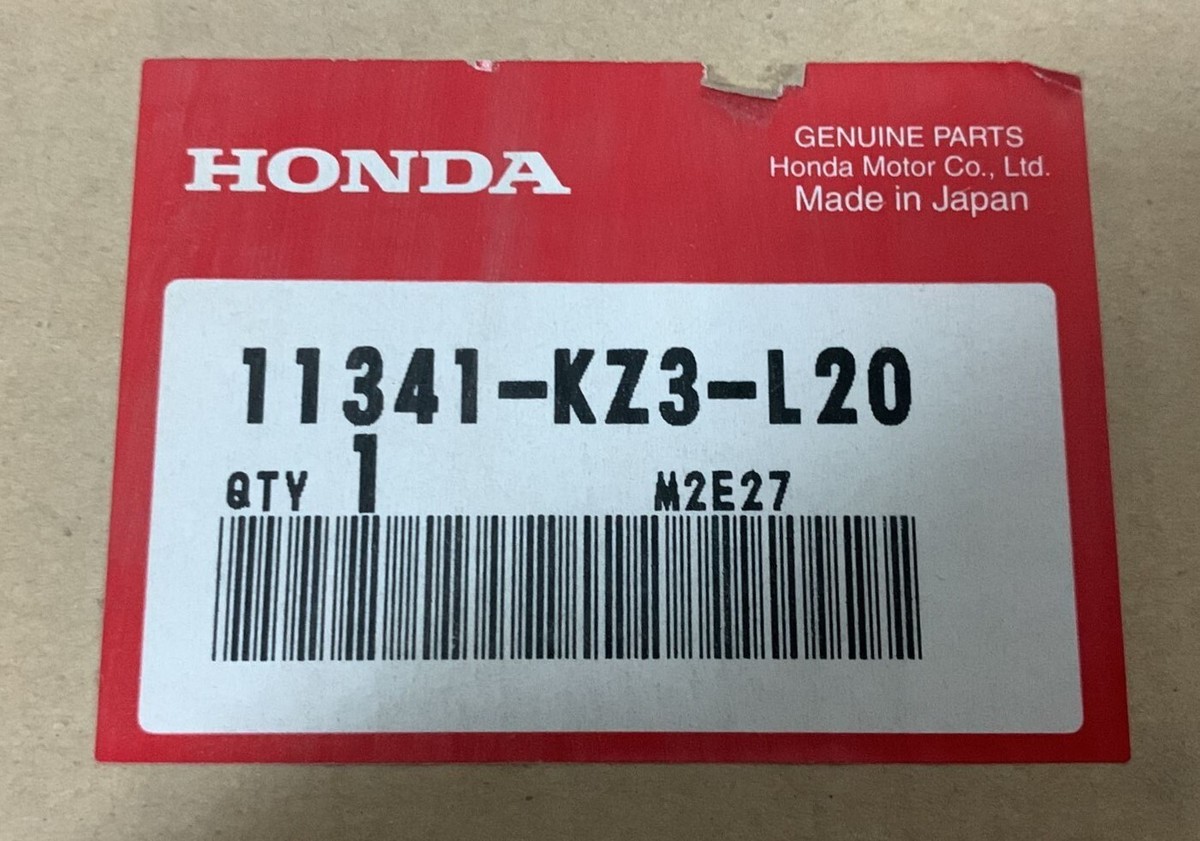 HONDA
GENUINE PARTS
Honda Motor Co., Ltd.
Made in Japan
11341-KZ3-L20
QTY 1 M2E27